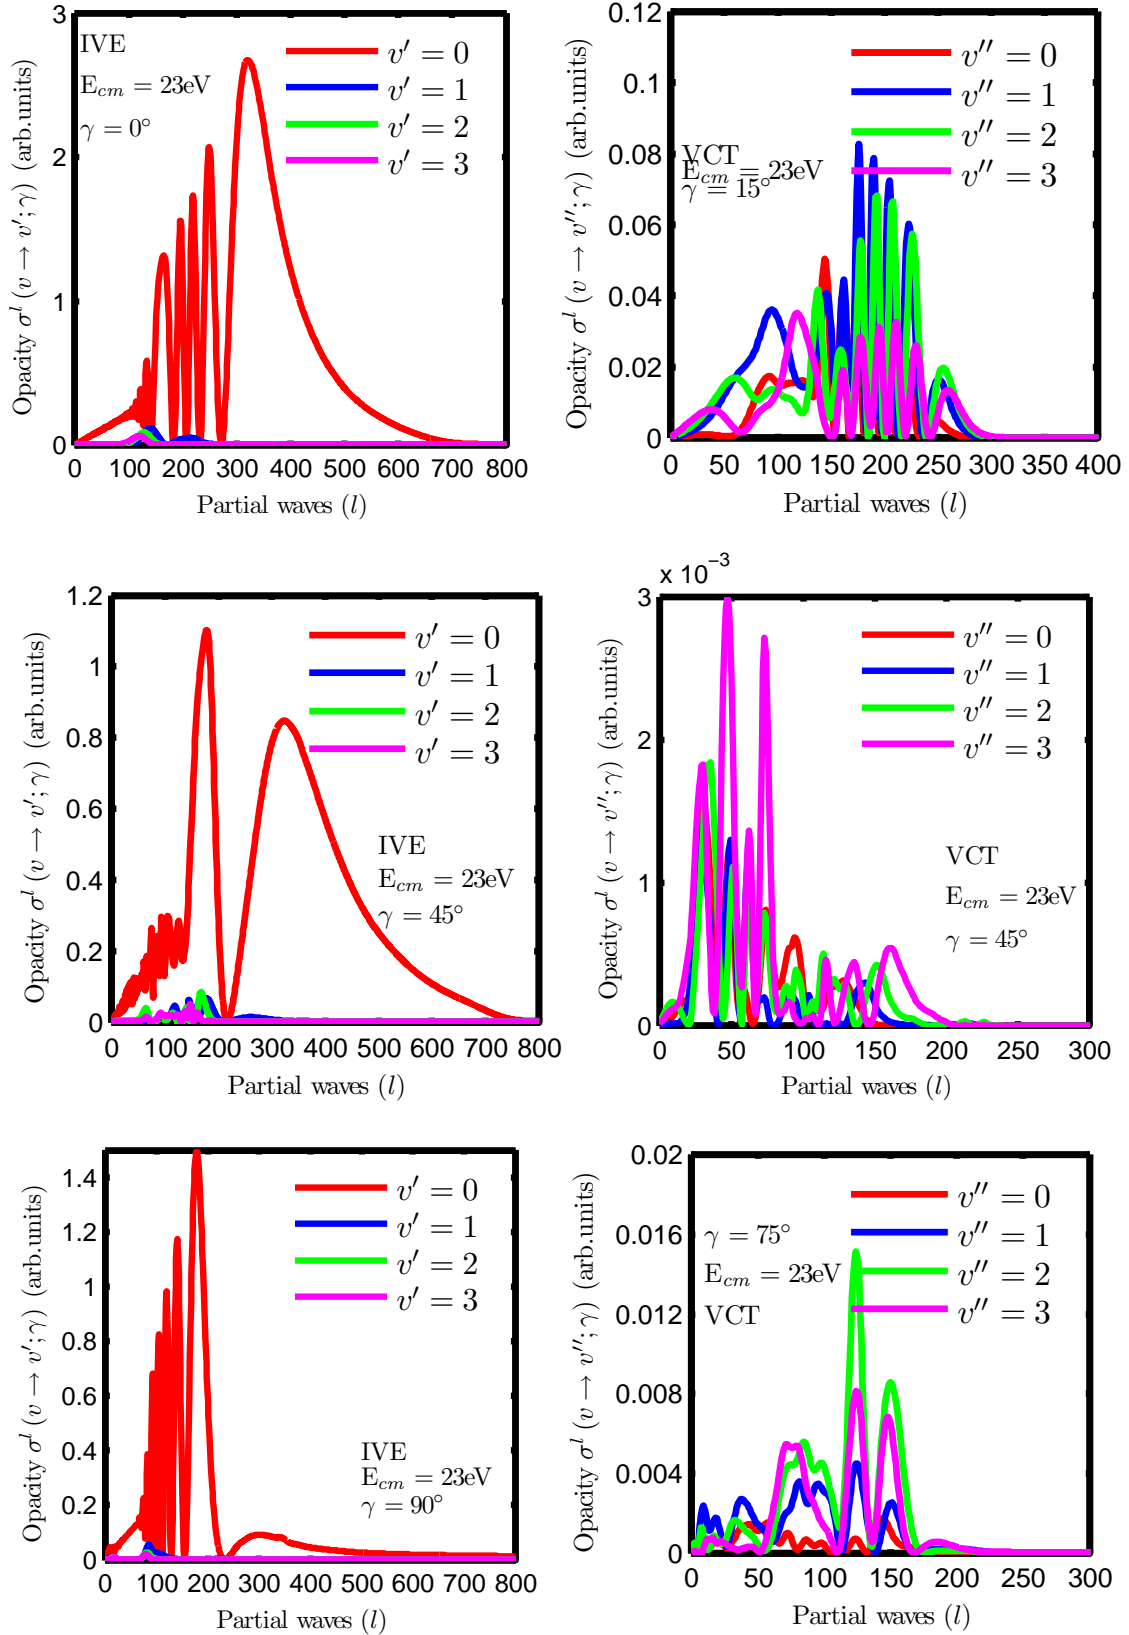 3
2
1
0
0 100 200 300 400 500 600 700 800
Opacity σˡ (v → v′; γ) (arb.units)
Partial waves (l)
IVE
E_cm = 23eV
γ = 0°
v′ = 0
v′ = 1
v′ = 2
v′ = 3
0.12
0.1
0.08
0.06
0.04
0.02
0
0 50 100 150 200 250 300 350 400
Opacity σˡ (v → v″; γ) (arb.units)
Partial waves (l)
VCT
E_cm = 23eV
γ = 15°
v″ = 0
v″ = 1
v″ = 2
v″ = 3
1.2
1
0.8
0.6
0.4
0.2
0
0 100 200 300 400 500 600 700 800
Opacity σˡ (v → v′; γ) (arb.units)
Partial waves (l)
v′ = 0
v′ = 1
v′ = 2
v′ = 3
IVE
E_cm = 23eV
γ = 45°
x 10⁻³
3
2
1
0
0 50 100 150 200 250 300
Opacity σˡ (v → v″; γ) (arb.units)
Partial waves (l)
v″ = 0
v″ = 1
v″ = 2
v″ = 3
VCT
E_cm = 23eV
γ = 45°
1.4
1.2
1
0.8
0.6
0.4
0.2
0
0 100 200 300 400 500 600 700 800
Opacity σˡ (v → v′; γ) (arb.units)
Partial waves (l)
v′ = 0
v′ = 1
v′ = 2
v′ = 3
IVE
E_cm = 23eV
γ = 90°
0.02
0.016
0.012
0.008
0.004
0
0 50 100 150 200 250 300
Opacity σˡ (v → v″; γ) (arb.units)
Partial waves (l)
γ = 75°
E_cm = 23eV
VCT
v″ = 0
v″ = 1
v″ = 2
v″ = 3